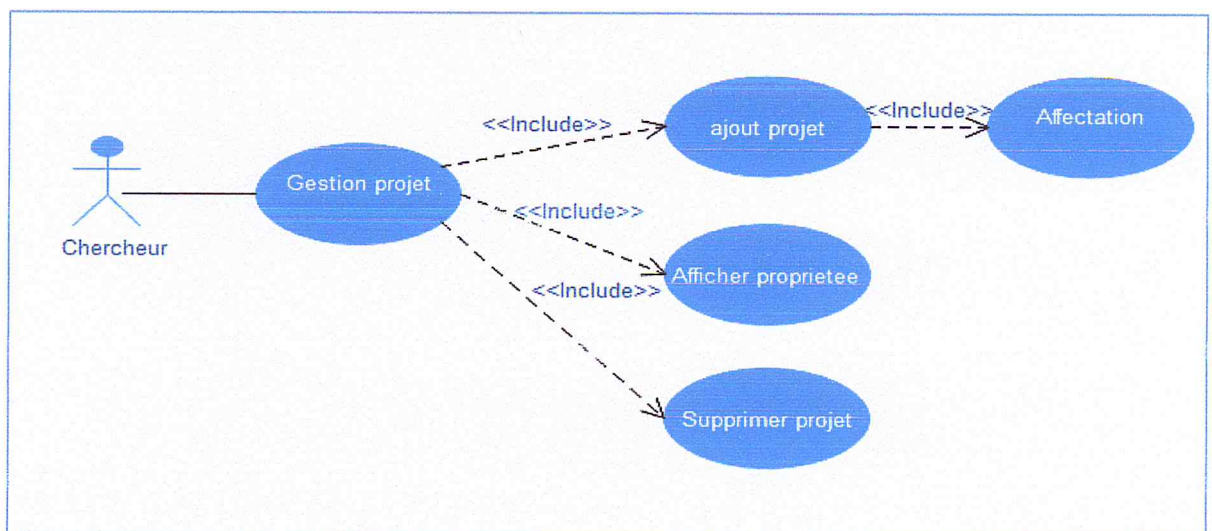 <<Include>>
ajout projet
<<Include>>
Affectation
Gestion projet
Chercheur
<<Include>>
Afficher proprietee
<<Include>>
Supprimer projet